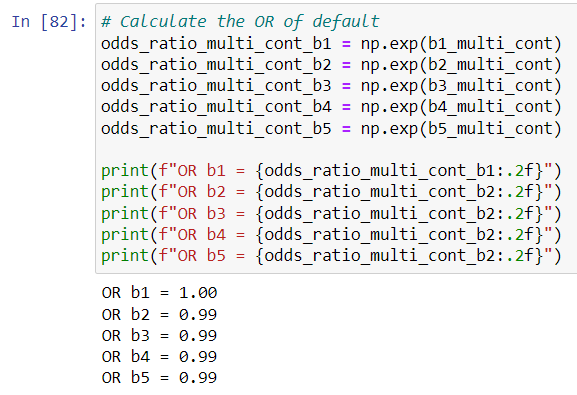 In [82]: # Calculate the OR of default
odds_ratio_multi_cont_b1 = np.exp(b1_multi_cont)
odds_ratio_multi_cont_b2 = np.exp(b2_multi_cont)
odds_ratio_multi_cont_b3 = np.exp(b3_multi_cont)
odds_ratio_multi_cont_b4 = np.exp(b4_multi_cont)
odds_ratio_multi_cont_b5 = np.exp(b5_multi_cont)
print(f"OR b1 = {odds_ratio_multi_cont_b1:.2f}")
print(f"OR b2 = {odds_ratio_multi_cont_b2:.2f}")
print(f"OR b3 = {odds_ratio_multi_cont_b2:.2f}")
print(f"OR b4 = {odds_ratio_multi_cont_b2:.2f}")
print(f"OR b5 = {odds_ratio_multi_cont_b2:.2f}")
OR b1 = 1.00
OR b2 = 0.99
OR b3 = 0.99
OR b4 = 0.99
OR b5 = 0.99